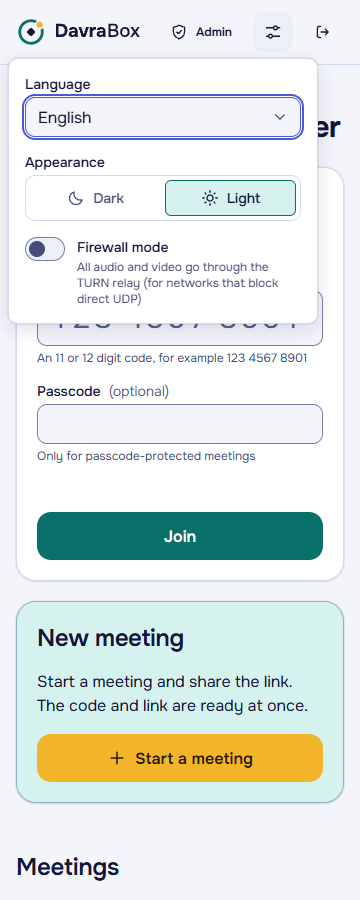 DavraBox
Admin
Language
English
Appearance
Dark
Light
Firewall mode
All audio and video go through the
TURN relay (for networks that block
direct UDP)
An 11 or 12 digit code, for example 123 4567 8901
Passcode (optional)
Only for passcode-protected meetings
Join
New meeting
Start a meeting and share the link.
The code and link are ready at once.
Start a meeting
Meetings